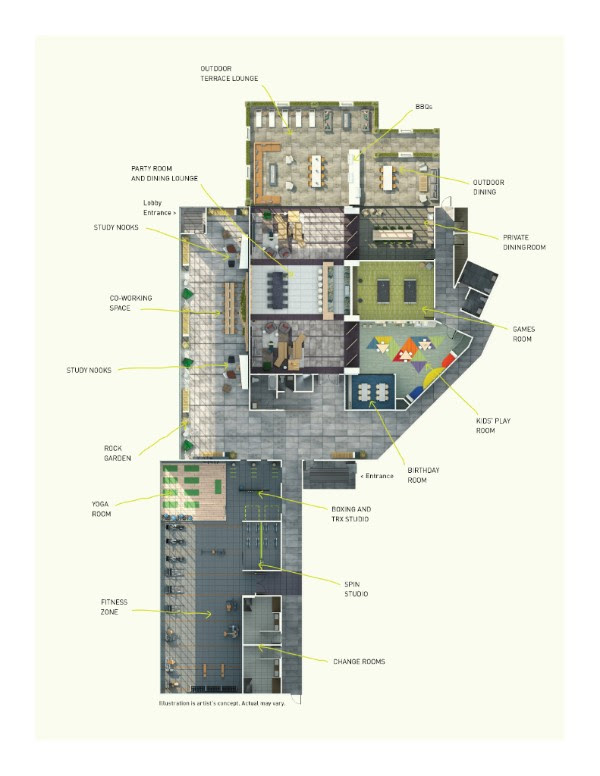 OUTDOOR
TERRACE LOUNGE
BBQs
PARTY ROOM
AND DINING LOUNGE
OUTDOOR
DINING
Lobby
Entrance >
STUDY NOOKS
PRIVATE
DINING ROOM
CO-WORKING
SPACE
GAMES
ROOM
STUDY NOOKS
KIDS' PLAY
ROOM
ROCK
GARDEN
< Entrance
BIRTHDAY
ROOM
YOGA
ROOM
BOXING AND
TRX STUDIO
SPIN
STUDIO
FITNESS
ZONE
CHANGE ROOMS
Illustration is artist's concept. Actual may vary.